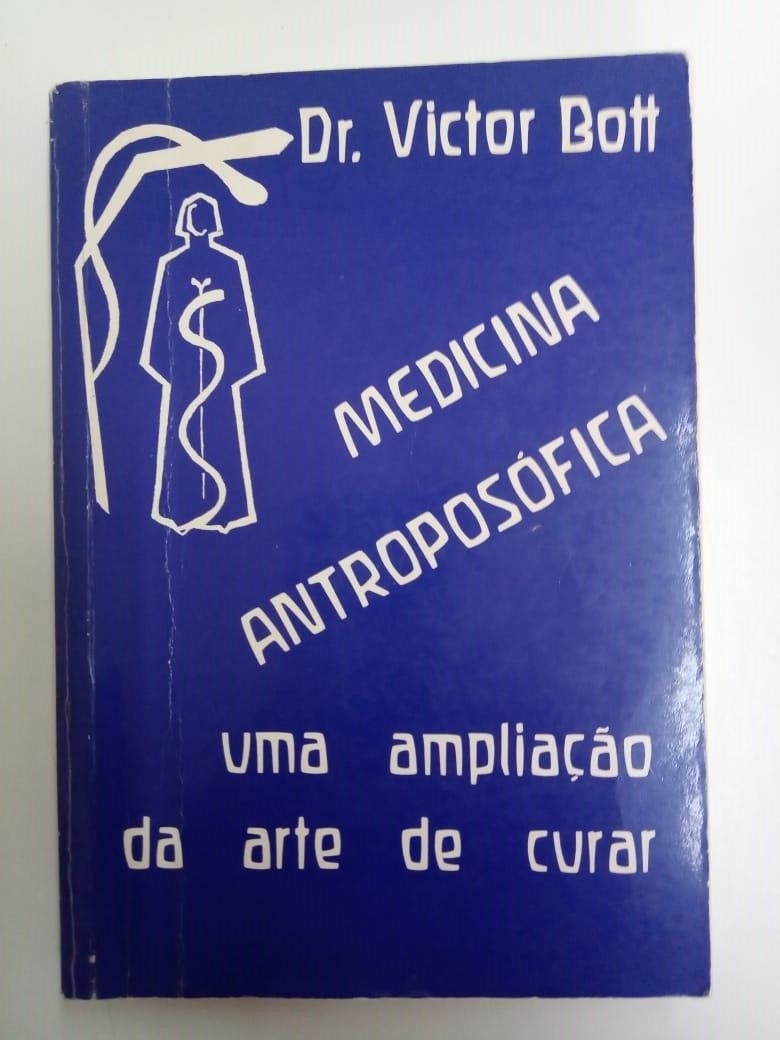 Dr. Victor Bott
MEDICINA
ANTROPOSÓFICA
uma ampliação
da arte de curar